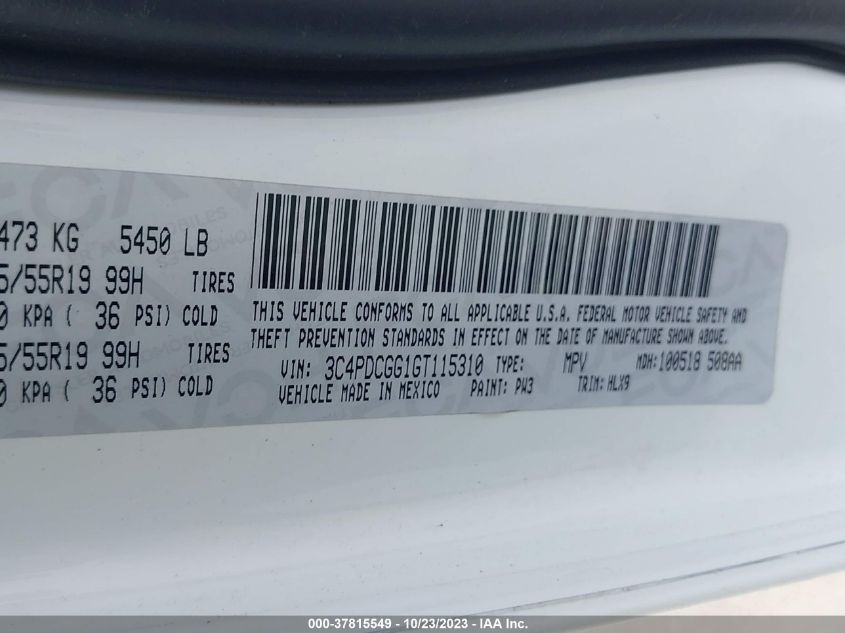 473 KG 5450 LB
5/55R19 99H TIRES
0 KPA ( 36 PSI) COLD
5/55R19 99H TIRES
0 KPA ( 36 PSI) COLD
THIS VEHICLE CONFORMS TO ALL APPLICABLE U.S.A. FEDERAL MOTOR VEHICLE SAFETY AND
THEFT PREVENTION STANDARDS IN EFFECT ON THE DATE OF MANUFACTURE SHOWN ABOVE.
VIN: 3C4PDCGG1GT115310 TYPE: MPV MDH:100518 508AA
VEHICLE MADE IN MEXICO PAINT: PW3 TRIM: HLX9
000-37815549 - 10/23/2023 - IAA Inc.